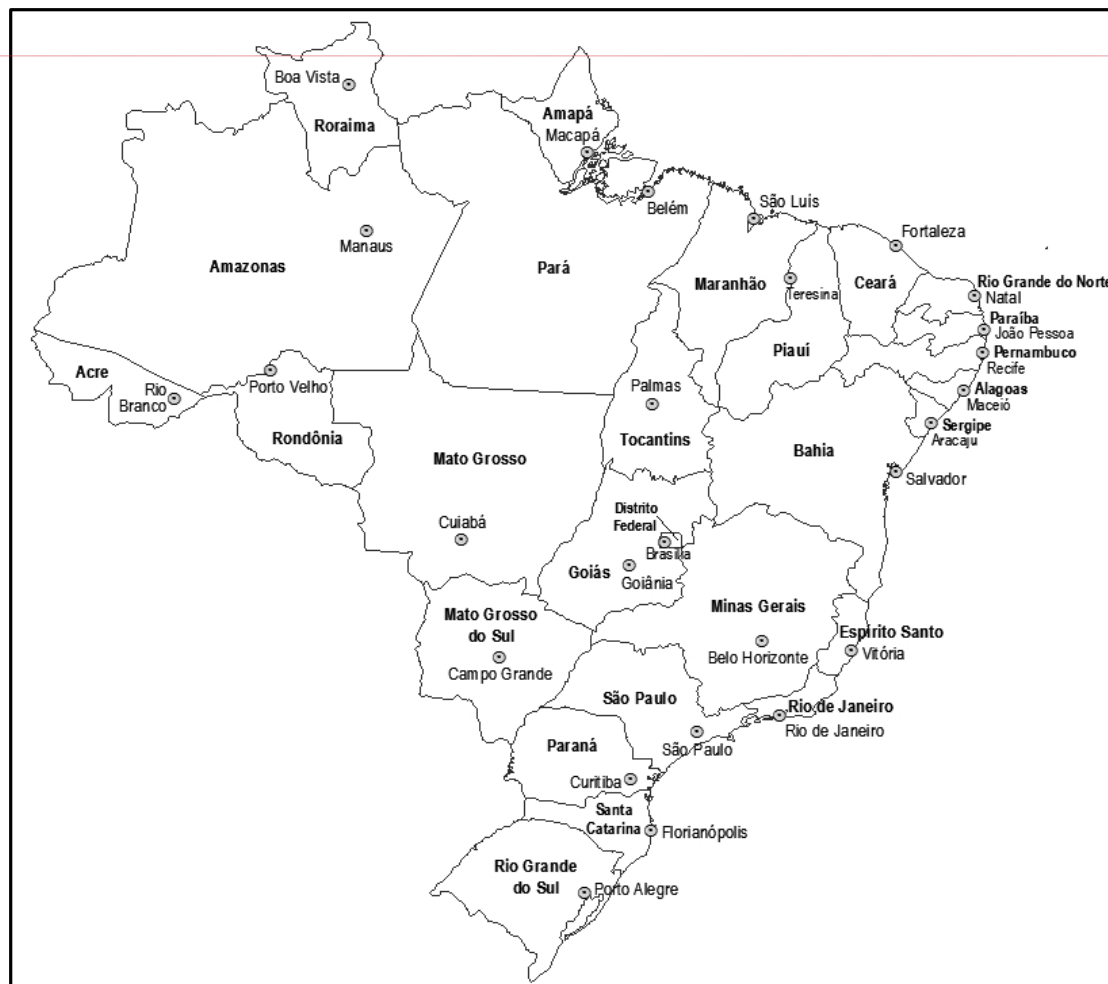 Boa Vista
Roraima
Amapá
Macapá
Belém
São Luis
Fortaleza
Manaus
Amazonas
Pará
Maranhão
Teresina
Ceará
Rio Grande do Norte
Natal
Paraíba
João Pessoa
Piauí
Pernambuco
Recife
Acre
Rio
Branco
Porto Velho
Palmas
Alagoas
Maceió
Rondônia
Mato Grosso
Tocantins
Bahia
Sergipe
Aracaju
Salvador
Cuiabá
Distrito
Federal
Brasília
Goiás
Goiânia
Minas Gerais
Mato Grosso
do Sul
Campo Grande
Belo Horizonte
Espírito Santo
Vitória
São Paulo
Rio de Janeiro
Rio de Janeiro
São Paulo
Paraná
Curitiba
Santa
Catarina
Florianópolis
Rio Grande
do Sul
Porto Alegre